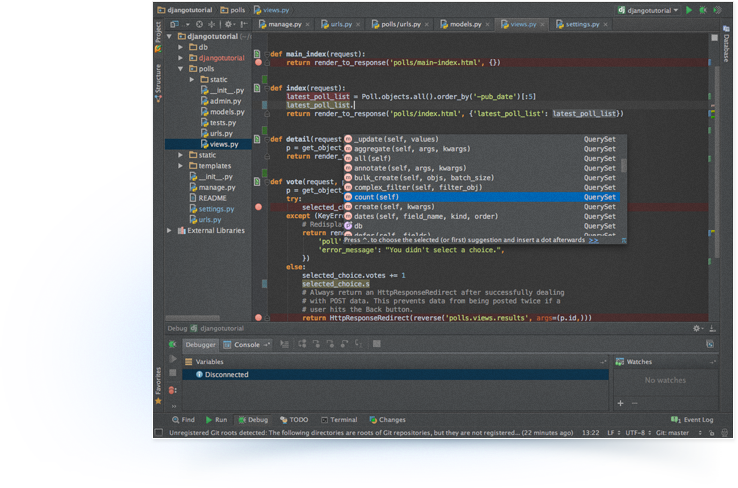 djangotutorial polls views.py djangotutorial
Project
Structure
Favorites
Database
djangotutorial (~/
db
djangotutorial
polls
static
__init__.py
admin.py
models.py
tests.py
urls.py
views.py
static
templates
__init__.py
manage.py
README
settings.py
urls.py
External Libraries
manage.py urls.py polls/urls.py models.py views.py settings.py
def main_index(request):
return render_to_response('polls/main-index.html', {})
def index(request):
latest_poll_list = Poll.objects.all().order_by('-pub_date')[:5]
latest_poll_list.
return render_to_response('polls/index.html', {'latest_poll_list': latest_poll_list})
def detail(request
p = get_object
return render_
def vote(request,
p = get_object
try:
selected_c
except (KeyErr
# Redispla
return ren
'poll'
'error_message': "You didn't select a choice.",
})
else:
selected_choice.votes += 1
selected_choice.s
# Always return an HttpResponseRedirect after successfully dealing
# with POST data. This prevents data from being posted twice if a
# user hits the Back button.
return HttpResponseRedirect(reverse('polls.views.results', args=(p.id,)))
_update(self, values) QuerySet
aggregate(self, args, kwargs) QuerySet
all(self) QuerySet
annotate(self, args, kwargs) QuerySet
bulk_create(self, objs, batch_size) QuerySet
complex_filter(self, filter_obj) QuerySet
count(self) QuerySet
create(self, kwargs) QuerySet
dates(self, field_name, kind, order) QuerySet
db QuerySet
defer(self, fields) QuerySet
Press ^. to choose the selected (or first) suggestion and insert a dot afterwards >>
Debug djangotutorial
Debugger Console
Variables
Watches
Disconnected
No watches
Find Run Debug TODO Terminal Changes Event Log
Unregistered Git roots detected: The following directories are roots of Git repositories, but they are not registered... (22 minutes ago) 13:22 LF UTF-8 Git: master